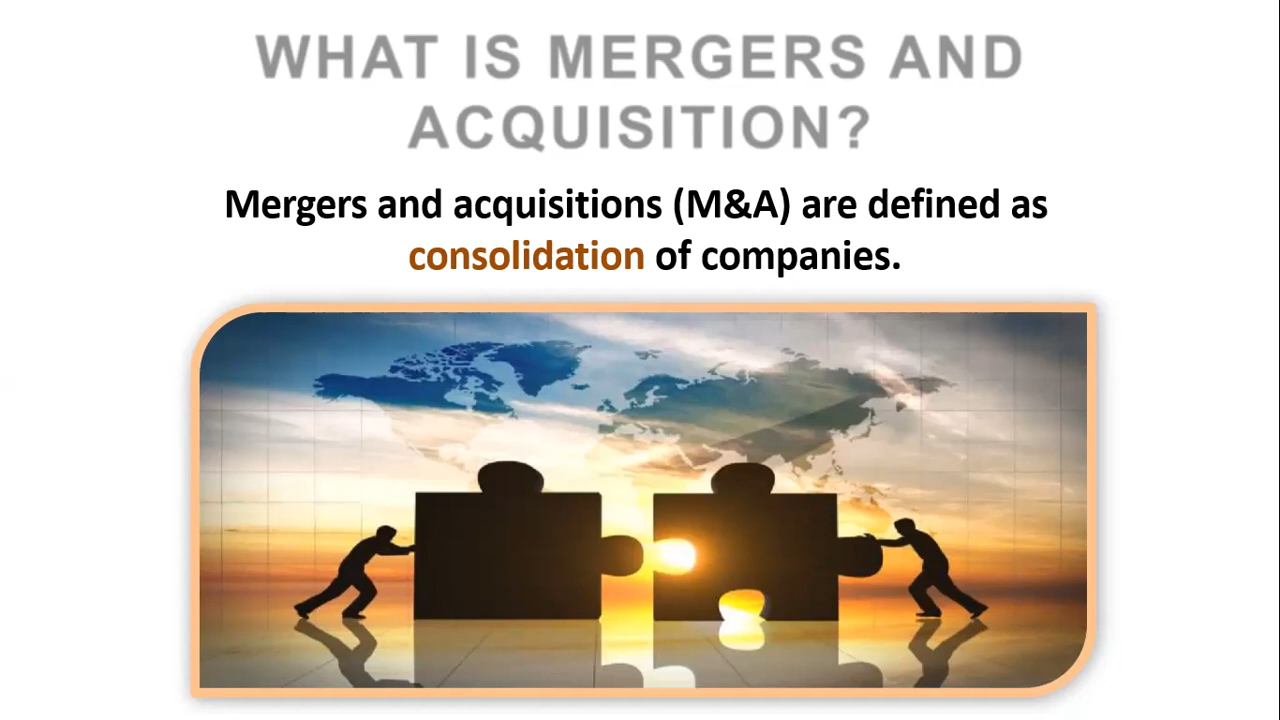 WHAT IS MERGERS AND
ACQUISITION?
Mergers and acquisitions (M&A) are defined as
consolidation of companies.